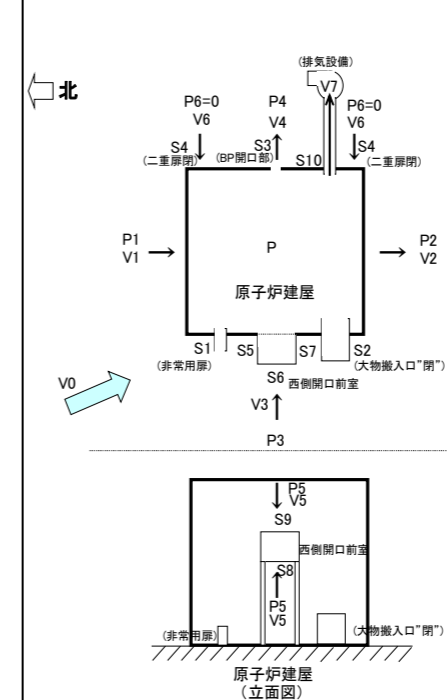 (排気設備)
V7
北
P6=0
V6
P4
V4
P6=0
V6
S4
(二重扉閉)
S3
(BP開口部)
S10
S4
(二重扉閉)
P1
V1
P
P2
V2
原子炉建屋
S1
(非常用扉)
S5
S7
S2
(大物搬入口”閉”)
S6
西側開口前室
V0
V3
P3
P5
V5
S9
西側開口前室
S8
P5
V5
(非常用扉)
(大物搬入口”閉”)
原子炉建屋
(立面図)